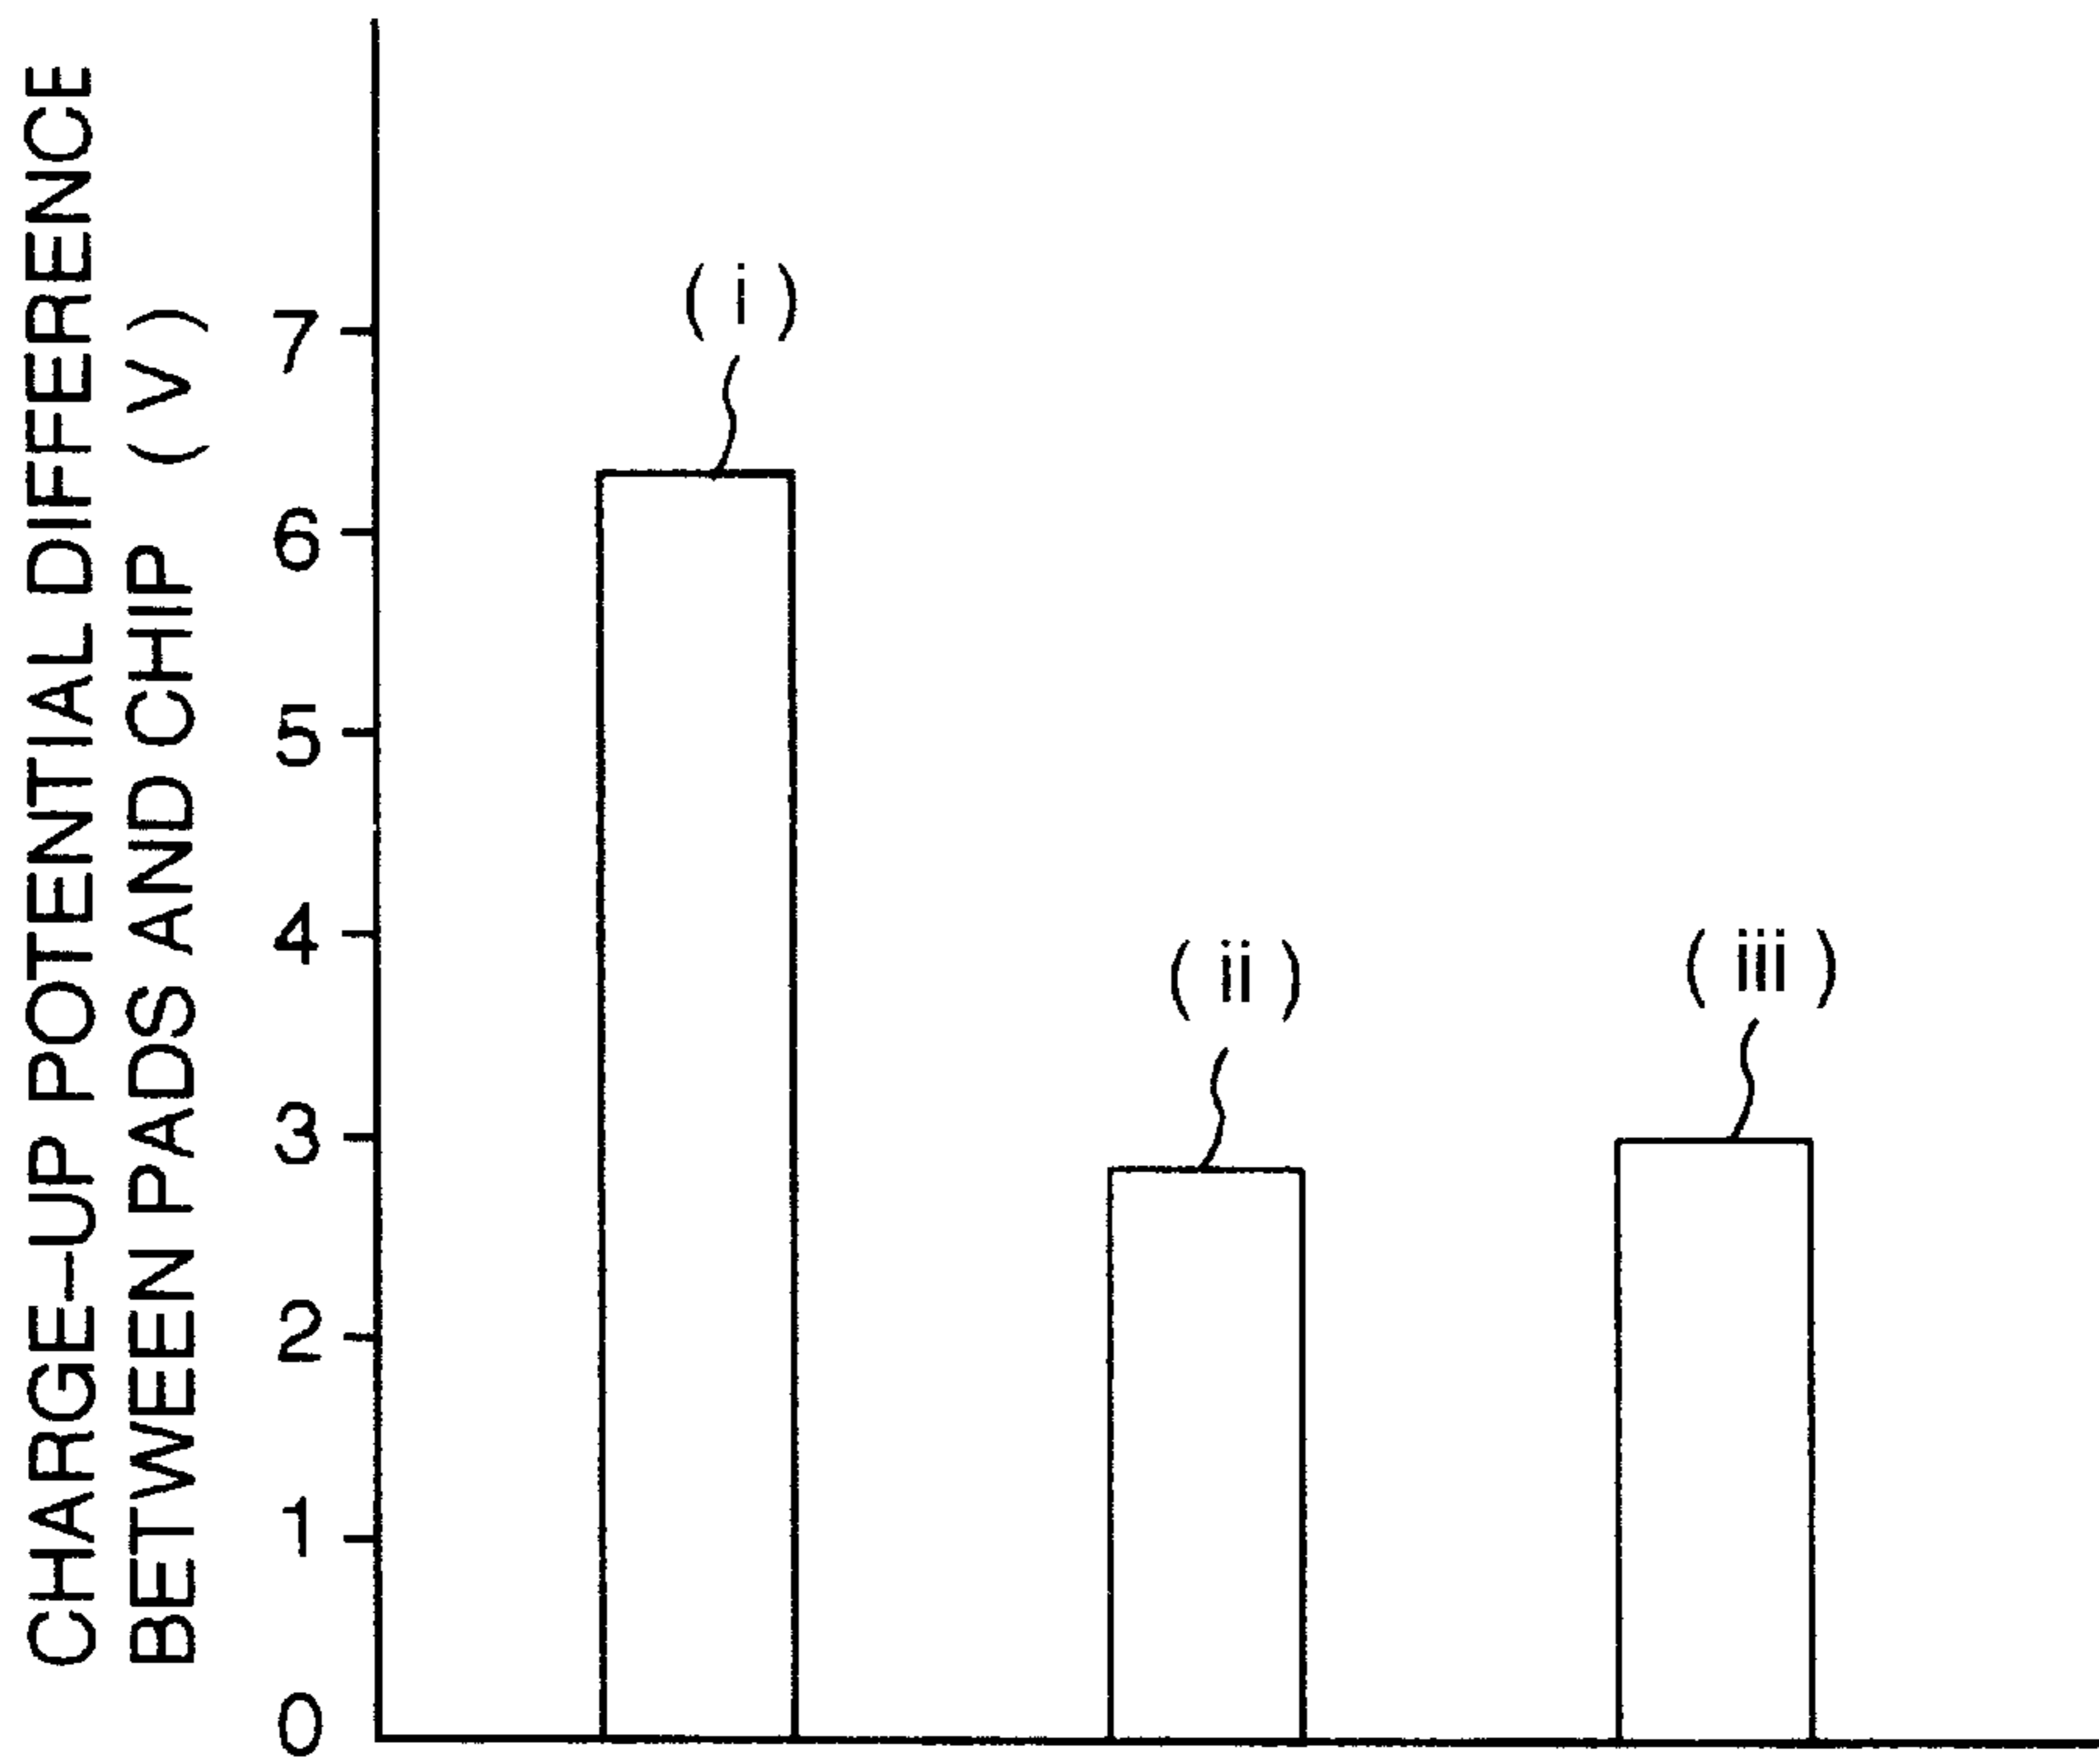 CHARGE-UP POTENTIAL DIFFERENCE
BETWEEN PADS AND CHIP (V)
7
6
5
4
3
2
1
0
(i)
(ii)
(iii)